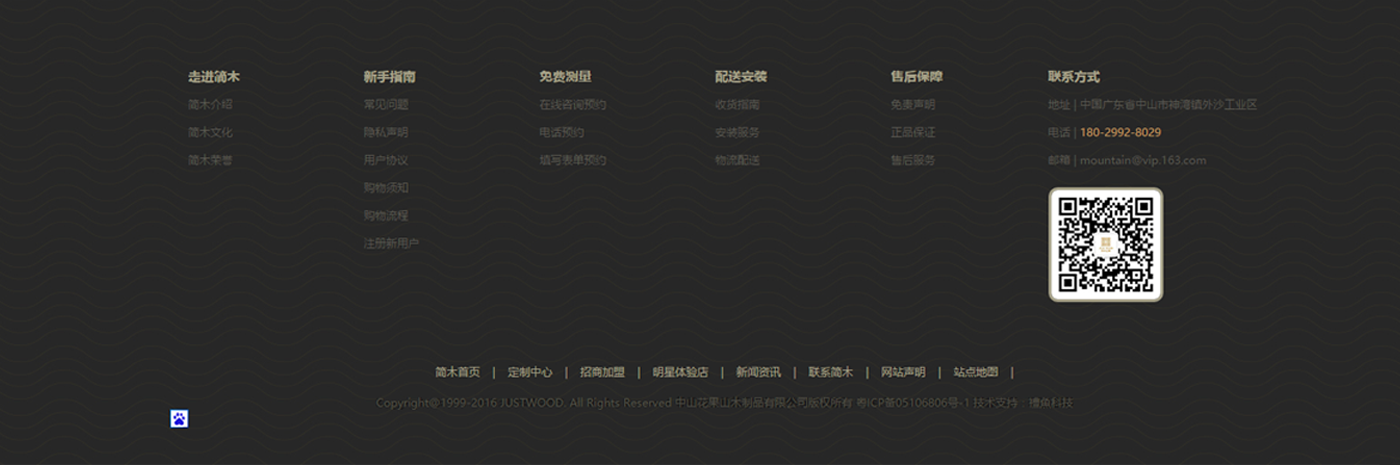 走进简木
简木介绍
简木文化
简木荣誉
新手指南
常见问题
隐私声明
用户协议
购物须知
购物流程
注册新用户
免费测量
在线咨询预约
电话预约
填写表单预约
配送安装
收货指南
安装服务
物流配送
售后保障
免责声明
正品保证
售后服务
联系方式
地址 | 中国广东省中山市神湾镇外沙工业区
电话 | 180-2992-8029
邮箱 | mountain@vip.163.com
简木首页 | 定制中心 | 招商加盟 | 明星体验店 | 新闻资讯 | 联系简木 | 网站声明 | 站点地图 |
Copyright©1999-2016 JUSTWOOD. All Rights Reserved 中山花果山木制品有限公司版权所有 粤ICP备05106806号-1 技术支持：擅鱼科技